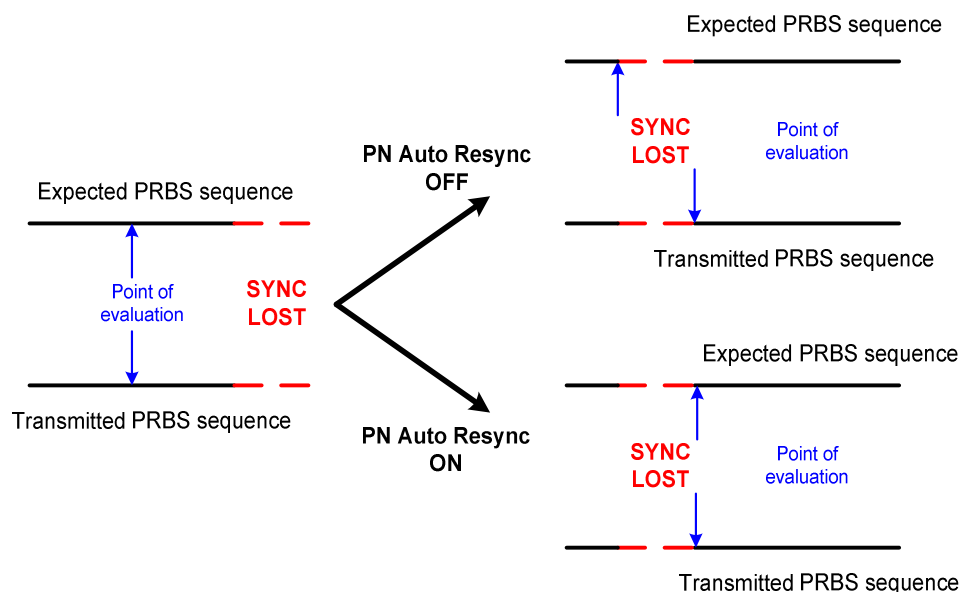 Expected PRBS sequence
Point of
evaluation
SYNC
LOST
Transmitted PRBS sequence
PN Auto Resync
OFF
Expected PRBS sequence
SYNC
LOST
Point of
evaluation
Transmitted PRBS sequence
PN Auto Resync
ON
Expected PRBS sequence
SYNC
LOST
Point of
evaluation
Transmitted PRBS sequence